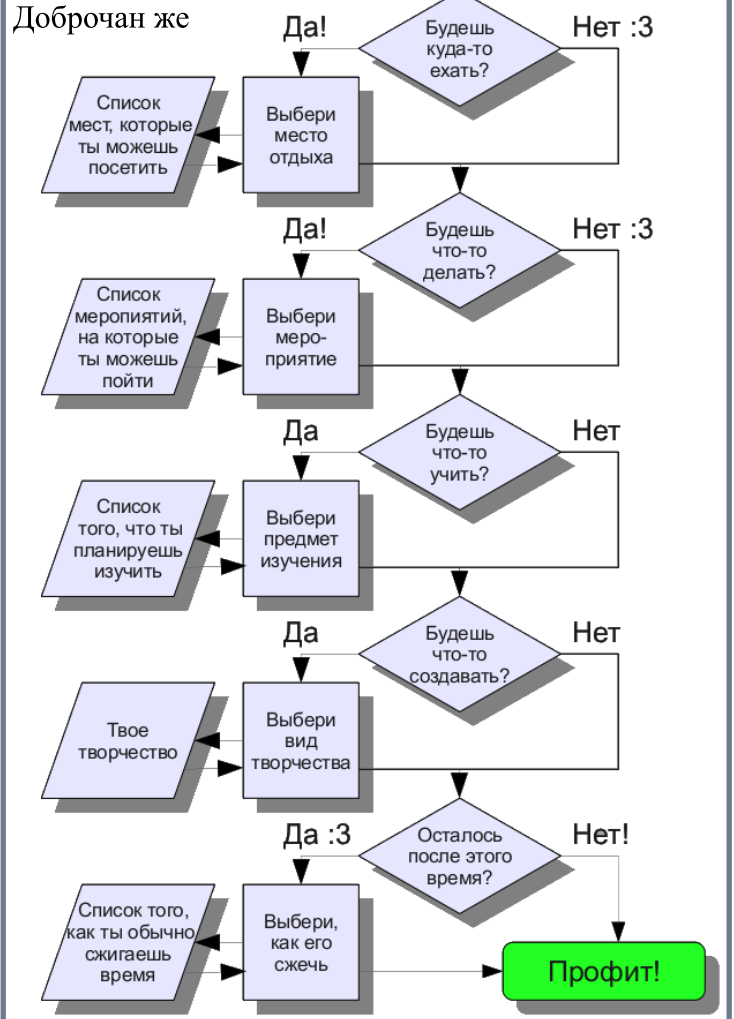 Доброчан же
Да!
Будешь
куда-то
ехать?
Нет :3
Список
мест, которые
ты можешь
посетить
Выбери
место
отдыха
Да!
Будешь
что-то
делать?
Нет :3
Список
мероприятий,
на которые
ты можешь
пойти
Выбери
меро-
приятие
Да
Будешь
что-то
учить?
Нет
Список
того, что ты
планируешь
изучить
Выбери
предмет
изучения
Да
Будешь
что-то
создавать?
Нет
Твое
творчество
Выбери
вид
творчества
Да :3
Осталось
после этого
время?
Нет!
Список того,
как ты обычно
сжигаешь
время
Выбери,
как его
сжечь
Профит!